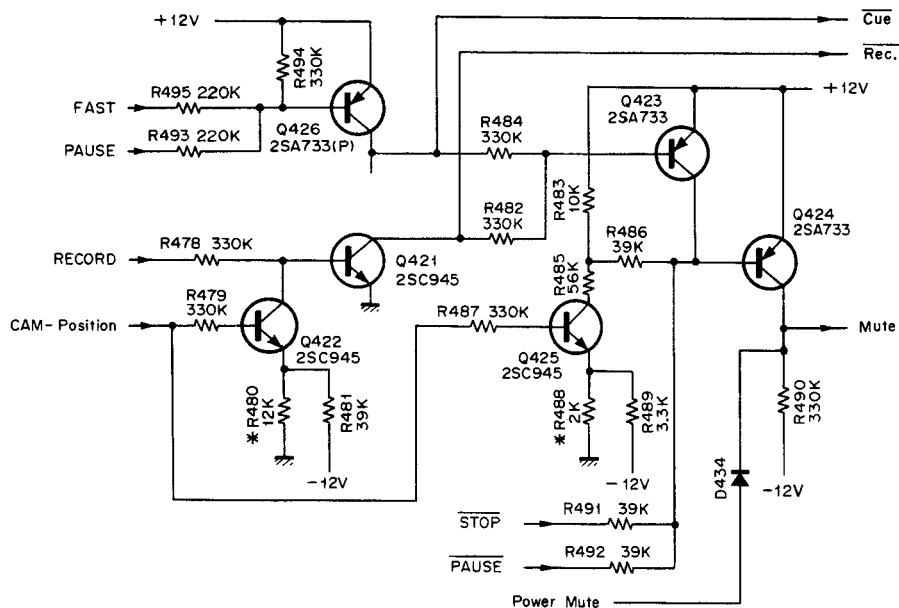 +12V
Cue
Rec.
R494
330K
FAST
R495 220K
PAUSE
R493 220K
Q426
2SA733(P)
R484
330K
Q423
2SA733
+12V
R483
10K
R482
330K
R486
39K
Q424
2SA733
RECORD
R478 330K
Q421
2SC945
R485
56K
CAM-Position
R479
330K
R487 330K
Q422
2SC945
Q425
2SC945
Mute
*R480
12K
R481
39K
-12V
*R488
2K
R489
3.3K
-12V
R490
330K
-12V
D434
STOP
R491 39K
PAUSE
R492 39K
Power Mute